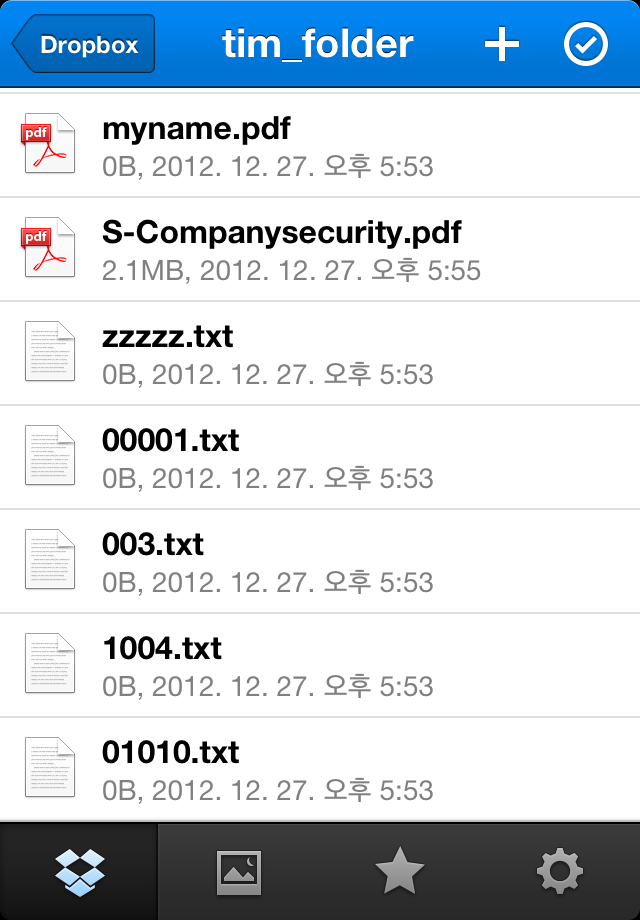 Dropbox
tim_folder
pdf
myname.pdf
0B, 2012. 12. 27. 오후 5:53
pdf
S-Companysecurity.pdf
2.1MB, 2012. 12. 27. 오후 5:55
zzzzz.txt
0B, 2012. 12. 27. 오후 5:53
00001.txt
0B, 2012. 12. 27. 오후 5:53
003.txt
0B, 2012. 12. 27. 오후 5:53
1004.txt
0B, 2012. 12. 27. 오후 5:53
01010.txt
0B, 2012. 12. 27. 오후 5:53